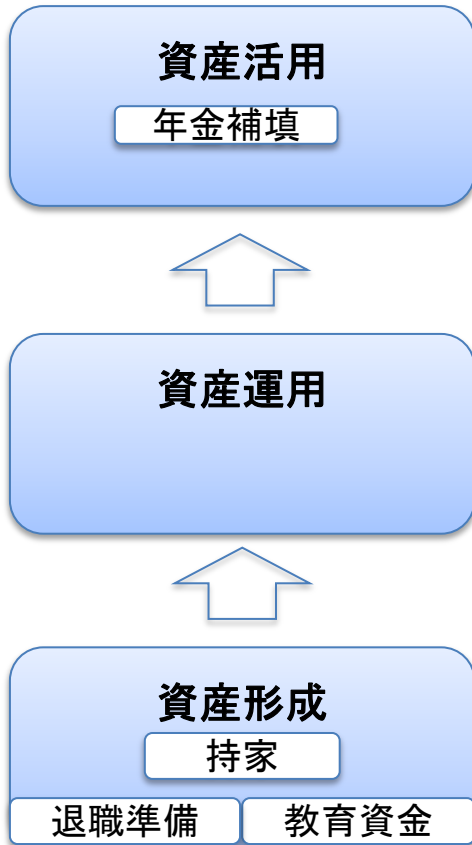 資産活用
年金補填
資産運用
資産形成
持家
退職準備 教育資金